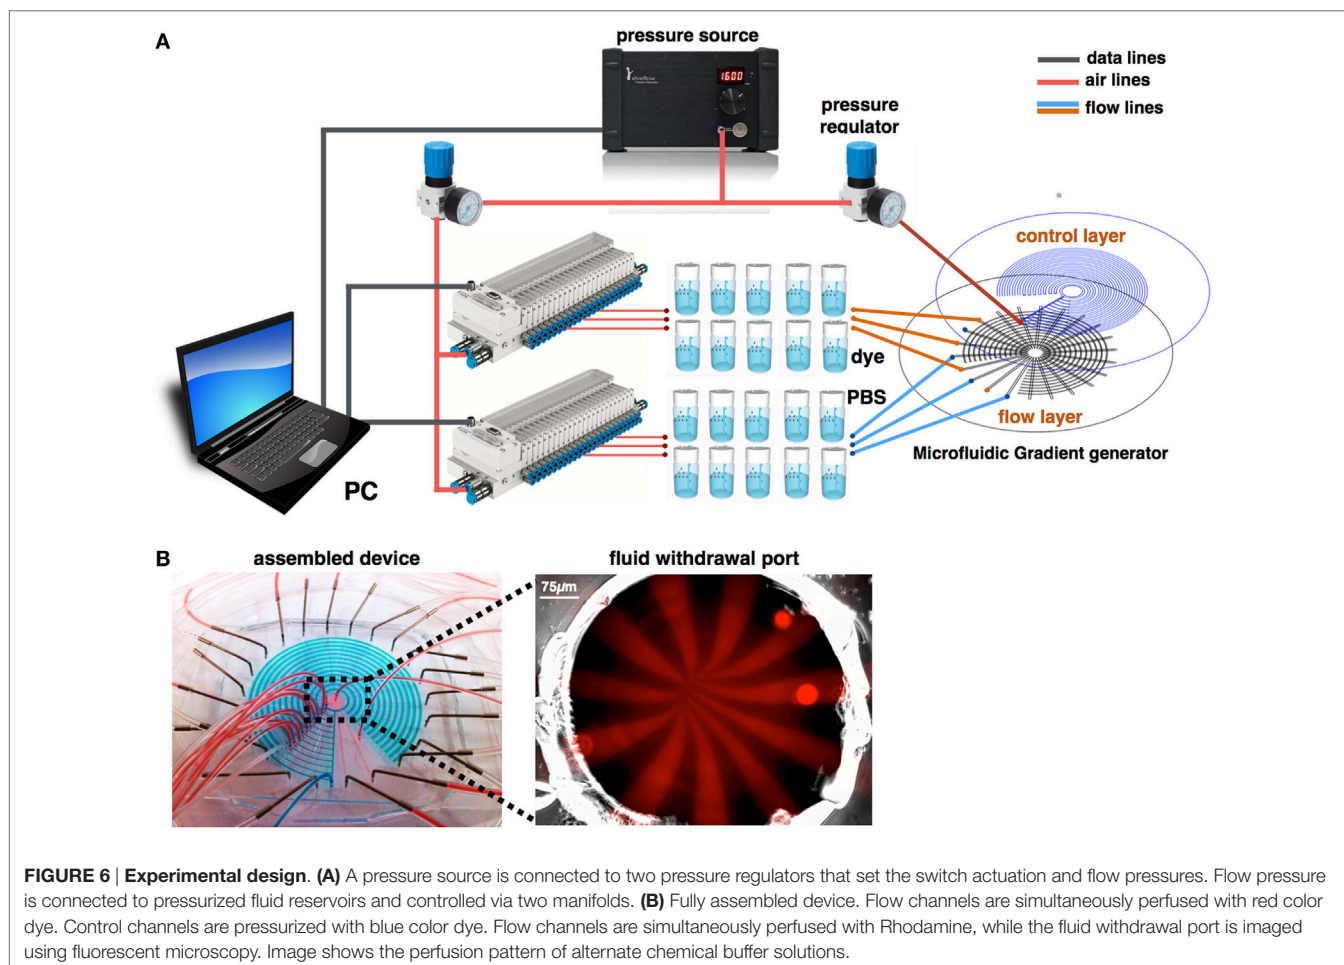 A
pressure source
elveflow
1600
data lines
air lines
flow lines
pressure
regulator
control layer
dye
PBS
flow layer
Microfluidic Gradient generator
PC
B
assembled device
fluid withdrawal port
75µm
FIGURE 6 | Experimental design. (A) A pressure source is connected to two pressure regulators that set the switch actuation and flow pressures. Flow pressure
is connected to pressurized fluid reservoirs and controlled via two manifolds. (B) Fully assembled device. Flow channels are simultaneously perfused with red color
dye. Control channels are pressurized with blue color dye. Flow channels are simultaneously perfused with Rhodamine, while the fluid withdrawal port is imaged
using fluorescent microscopy. Image shows the perfusion pattern of alternate chemical buffer solutions.